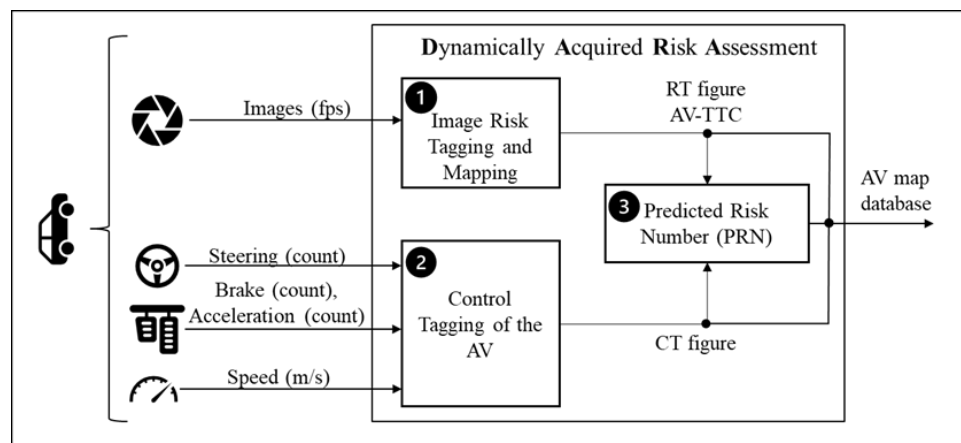 Dynamically Acquired Risk Assessment
1
Images (fps)
Image Risk
Tagging and
Mapping
RT figure
AV-TTC
3
Predicted Risk
Number (PRN)
AV map
database
Steering (count)
2
Brake (count),
Acceleration (count)
Control
Tagging of the
AV
CT figure
Speed (m/s)